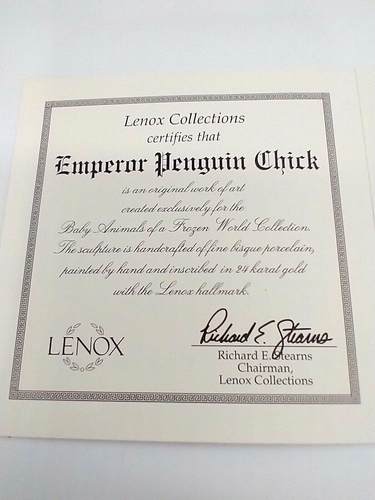 Lenox Collections
certifies that
Emperor Penguin Chick
is an original work of art
created exclusively for the
Baby Animals of a Frozen World Collection.
The sculpture is handcrafted of fine bisque porcelain,
painted by hand and inscribed in 24 karat gold
with the Lenox hallmark.
Richard E. Stearns
LENOX
Richard E. Stearns
Chairman,
Lenox Collections